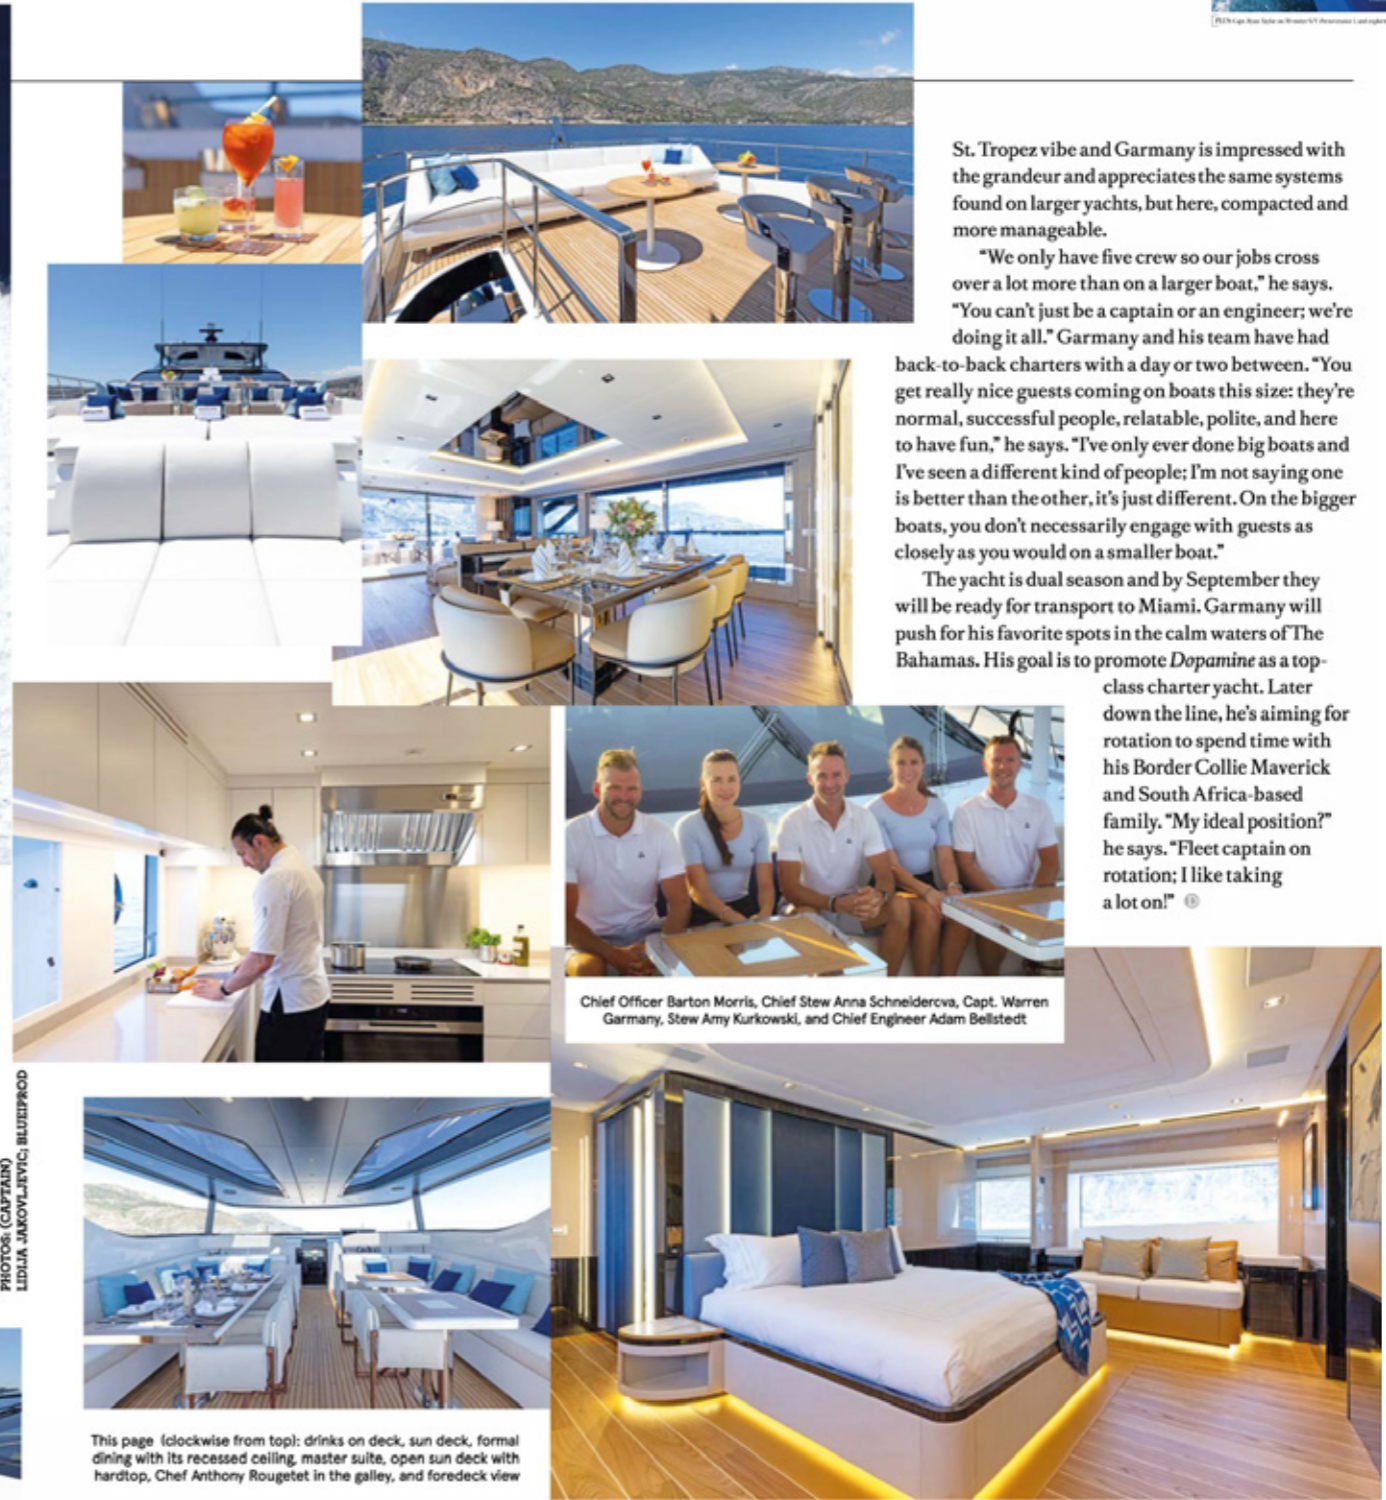 St. Tropez vibe and Garmany is impressed with
the grandeur and appreciates the same systems
found on larger yachts, but here, compacted and
more manageable.
“We only have five crew so our jobs cross
over a lot more than on a larger boat,” he says.
“You can’t just be a captain or an engineer; we’re
doing it all.” Garmany and his team have had
back-to-back charters with a day or two between. “You
get really nice guests coming on boats this size: they’re
normal, successful people, relatable, polite, and here
to have fun,” he says. “I’ve only ever done big boats and
I’ve seen a different kind of people; I’m not saying one
is better than the other, it’s just different. On the bigger
boats, you don’t necessarily engage with guests as
closely as you would on a smaller boat.”
The yacht is dual season and by September they
will be ready for transport to Miami. Garmany will
push for his favorite spots in the calm waters of The
Bahamas. His goal is to promote Dopamine as a top-
class charter yacht. Later
down the line, he’s aiming for
rotation to spend time with
his Border Collie Maverick
and South Africa-based
family. “My ideal position?”
he says. “Fleet captain on
rotation; I like taking
a lot on!”
Chief Officer Barton Morris, Chief Stew Anna Schneidercva, Capt. Warren
Garmany, Stew Amy Kurkowski, and Chief Engineer Adam Bellstedt
PHOTOS: (CAPTAIN)
LIDIJA JAKOVLJEVIC; BLUEIPROD
This page (clockwise from top): drinks on deck, sun deck, formal
dining with its recessed ceiling, master suite, open sun deck with
hardtop, Chef Anthony Rougetet in the galley, and foredeck view